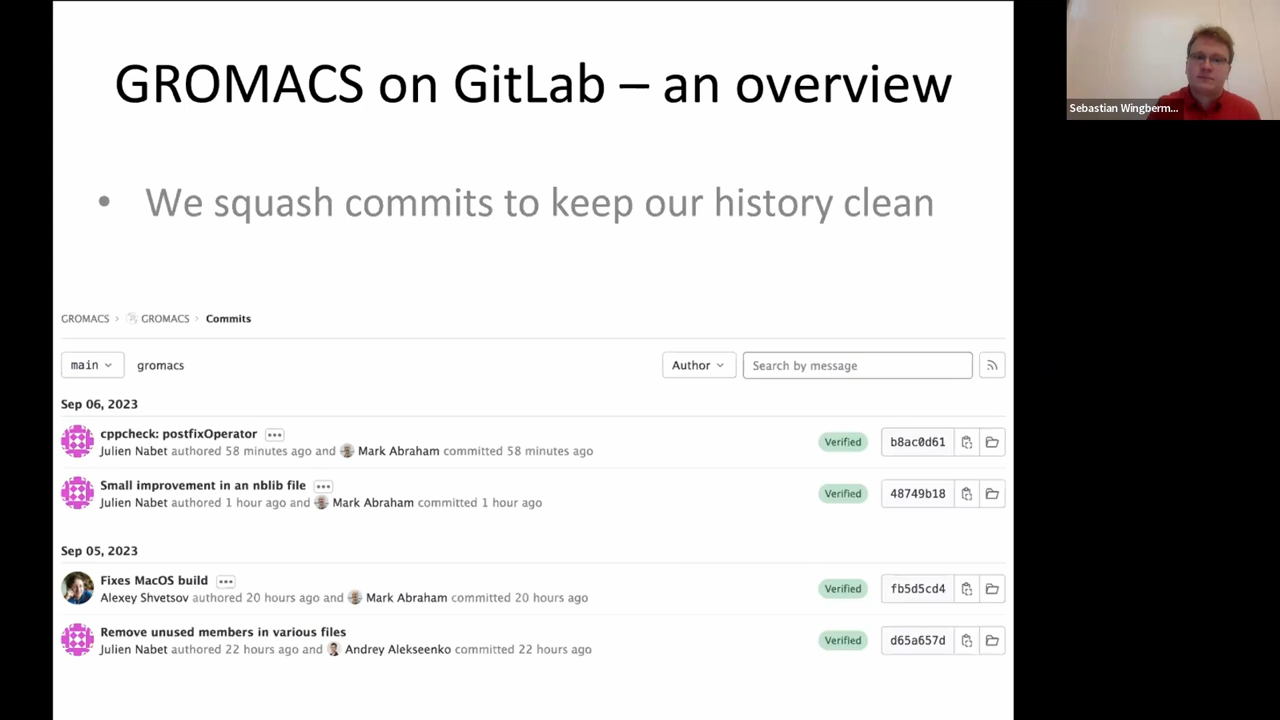 GROMACS on GitLab – an overview
Sebastian Wingberm...
• We squash commits to keep our history clean
GROMACS › GROMACS › Commits
main gromacs Author Search by message
Sep 06, 2023
cppcheck: postfixOperator
Julien Nabet authored 58 minutes ago and Mark Abraham committed 58 minutes ago
Verified b8ac0d61
Small improvement in an nblib file
Julien Nabet authored 1 hour ago and Mark Abraham committed 1 hour ago
Verified 48749b18
Sep 05, 2023
Fixes MacOS build
Alexey Shvetsov authored 20 hours ago and Mark Abraham committed 20 hours ago
Verified fb5d5cd4
Remove unused members in various files
Julien Nabet authored 22 hours ago and Andrey Alekseenko committed 22 hours ago
Verified d65a657d